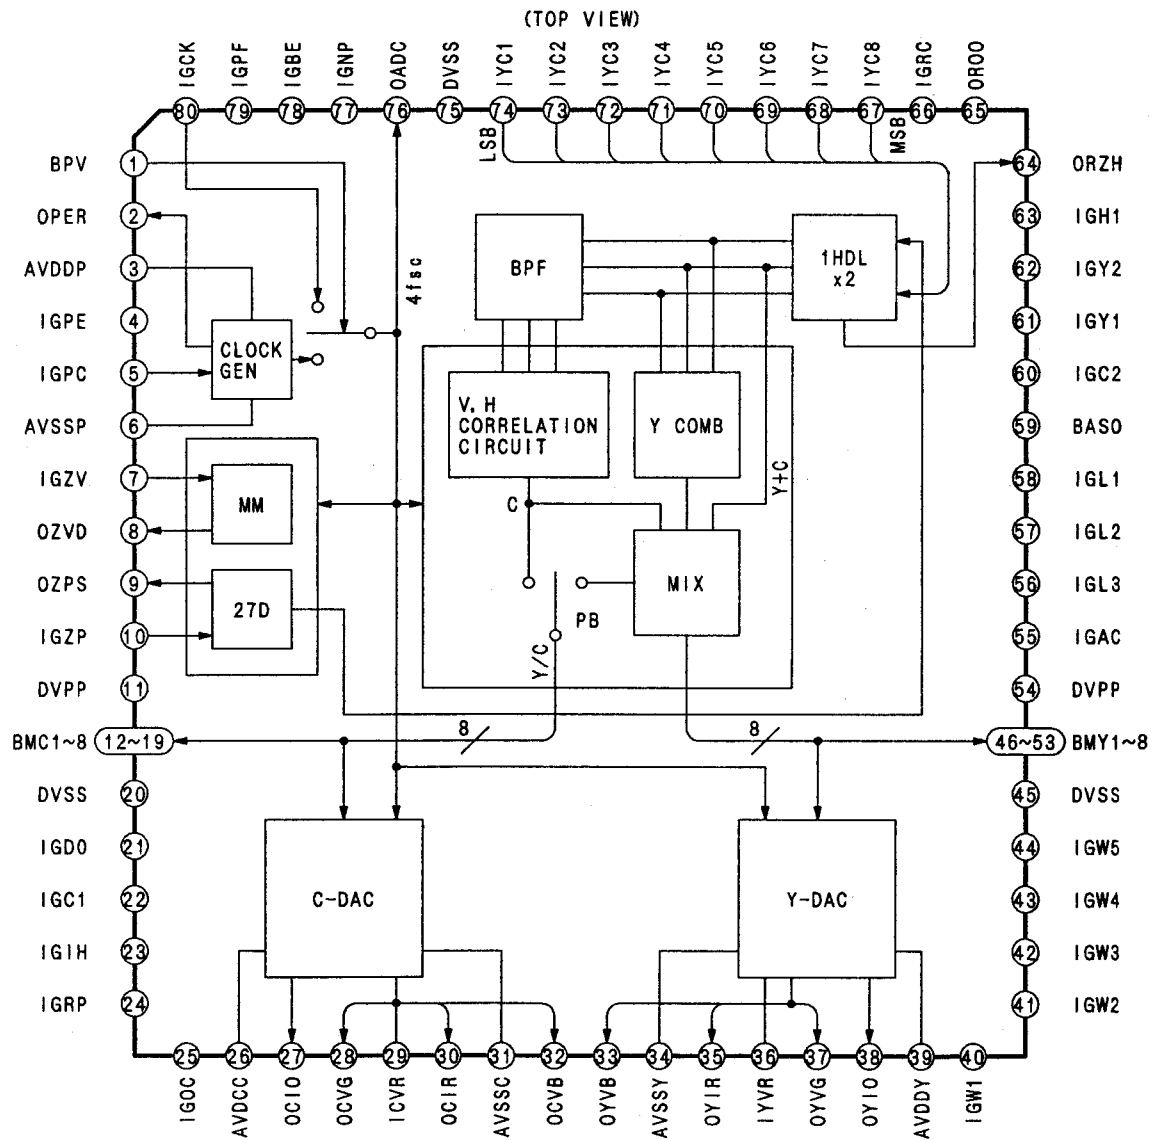 (TOP VIEW)
IGCK
IGPF
IGBE
IGNP
OADC
DVSS
IYC1
IYC2
IYC3
IYC4
IYC5
IYC6
IYC7
IYC8
IGRC
OROO
80 79 78 77 76 75 74 73 72 71 70 69 68 67 66 65
LSB
MSB
BPV 1
OPER 2
AVDDP 3
IGPE 4
IGPC 5
AVSSP 6
IGZV 7
OZVD 8
OZPS 9
IGZP 10
DVPP 11
BMC1~8 12~19
DVSS 20
IGDO 21
IGC1 22
IGIH 23
IGRP 24
64 ORZH
63 IGH1
62 IGY2
61 IGY1
60 IGC2
59 BASO
58 IGL1
57 IGL2
56 IGL3
55 IGAC
54 DVPP
46~53 BMY1~8
45 DVSS
44 IGW5
43 IGW4
42 IGW3
41 IGW2
4fsc
BPF
1HDL
x2
CLOCK
GEN
V.H
CORRELATION
CIRCUIT
Y COMB
Y+C
MM
C
MIX
27D
PB
Y/C
8
8
C-DAC
Y-DAC
25 26 27 28 29 30 31 32 33 34 35 36 37 38 39 40
IGOC
AVDCC
OCIO
OCVG
ICVR
OCIR
AVSSC
OCVB
OYVB
AVSSY
OYIR
IYVR
OYVG
OYIO
AVDDY
IGW1